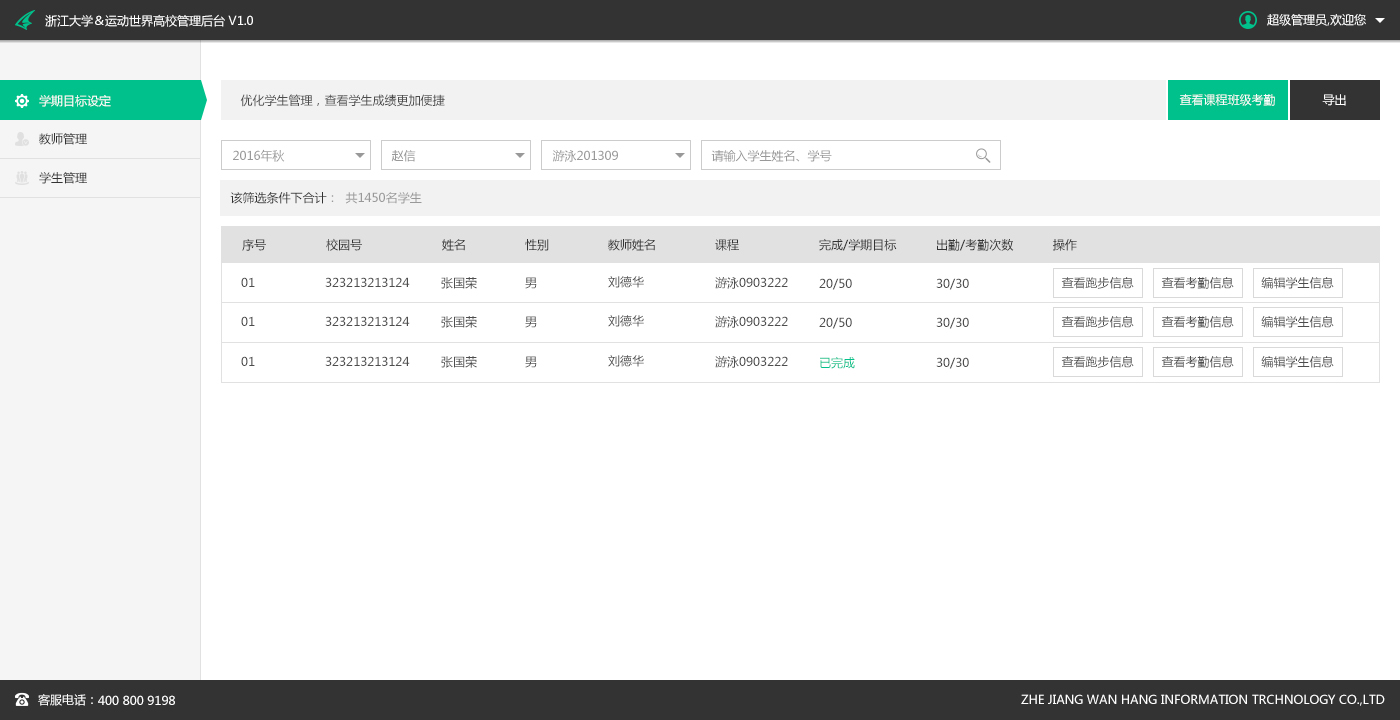 浙江大学&运动世界高校管理后台 V1.0
超级管理员,欢迎您
学期目标设定
教师管理
学生管理
优化学生管理，查看学生成绩更加便捷
查看课程班级考勤
导出
2016年秋
赵信
游泳201309
请输入学生姓名、学号
该筛选条件下合计： 共1450名学生
序号 校园号 姓名 性别 教师姓名 课程 完成/学期目标 出勤/考勤次数 操作
01 323213213124 张国荣 男 刘德华 游泳0903222 20/50 30/30 查看跑步信息 查看考勤信息 编辑学生信息
01 323213213124 张国荣 男 刘德华 游泳0903222 20/50 30/30 查看跑步信息 查看考勤信息 编辑学生信息
01 323213213124 张国荣 男 刘德华 游泳0903222 已完成 30/30 查看跑步信息 查看考勤信息 编辑学生信息
客服电话：400 800 9198
ZHE JIANG WAN HANG INFORMATION TRCHNOLOGY CO.,LTD